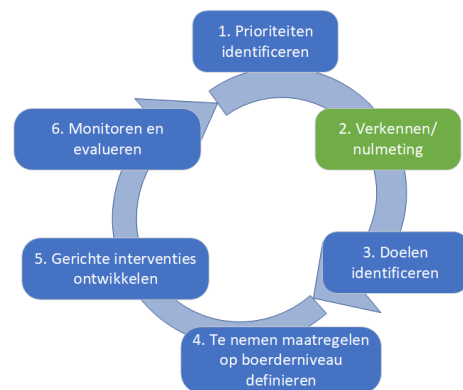 1. Prioriteiten
identificeren
2. Verkennen/
nulmeting
3. Doelen
identificeren
4. Te nemen maatregelen
op boerderniveau
definieren
5. Gerichte interventies
ontwikkelen
6. Monitoren en
evalueren